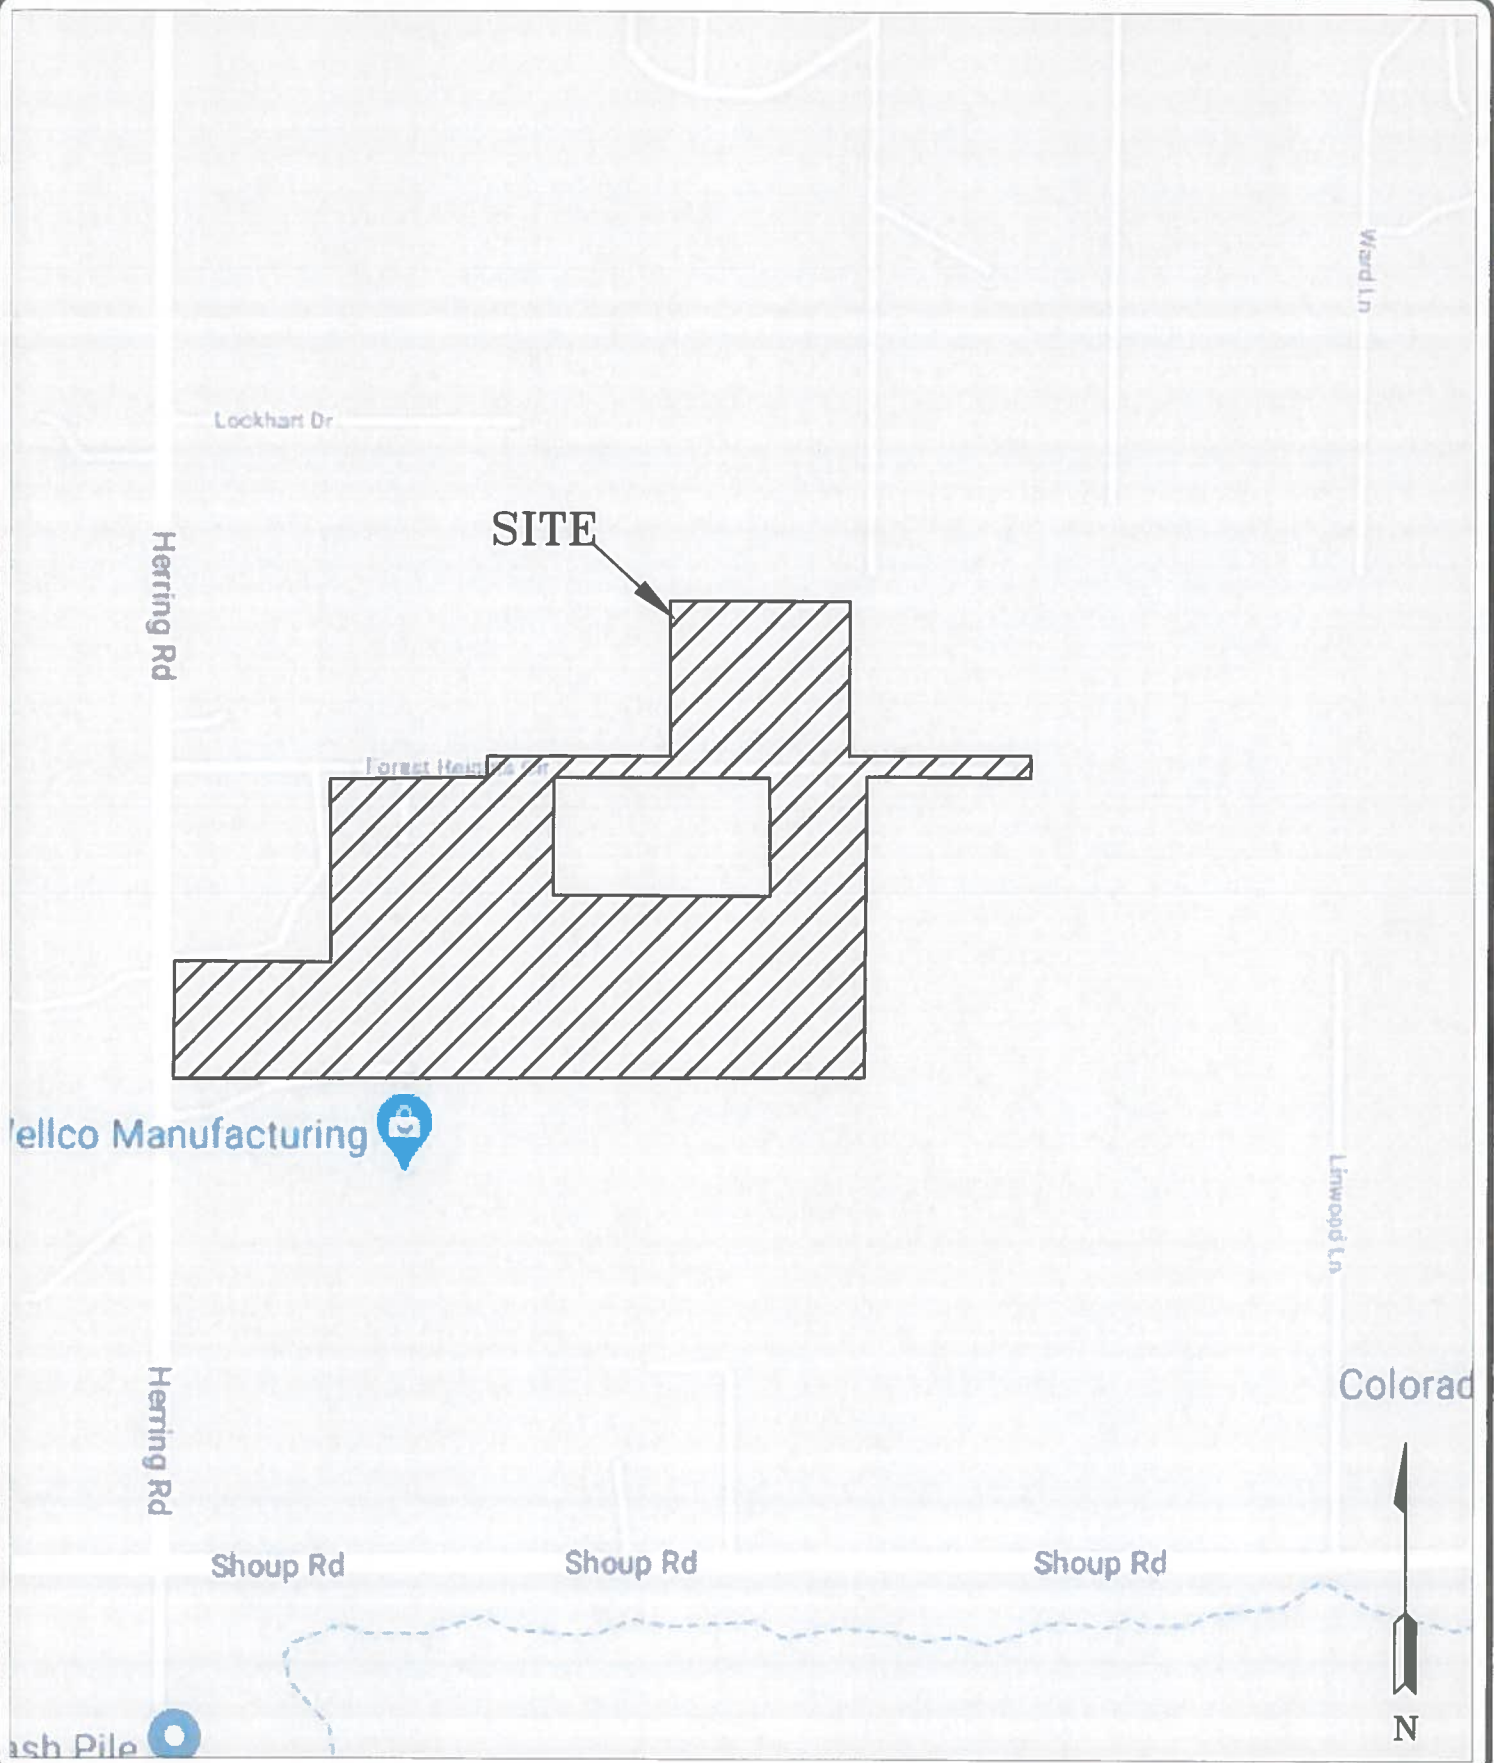 Ward Ln
Lockhart Dr
SITE
Herring Rd
Forest Heights Cir
ellco Manufacturing
Linwood Ln
Herring Rd
Colorad
Shoup Rd
Shoup Rd
Shoup Rd
N
ash Pile